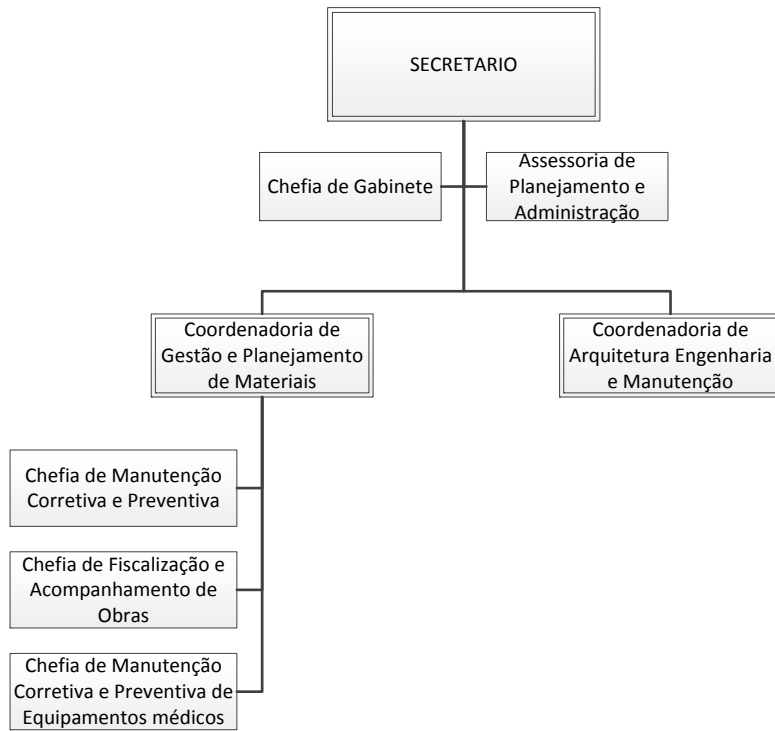 SECRETARIO
Chefia de Gabinete
Assessoria de
Planejamento e
Administração
Coordenadoria de
Gestão e Planejamento
de Materiais
Coordenadoria de
Arquitetura Engenharia
e Manutenção
Chefia de Manutenção
Corretiva e Preventiva
Chefia de Fiscalização e
Acompanhamento de
Obras
Chefia de Manutenção
Corretiva e Preventiva de
Equipamentos médicos